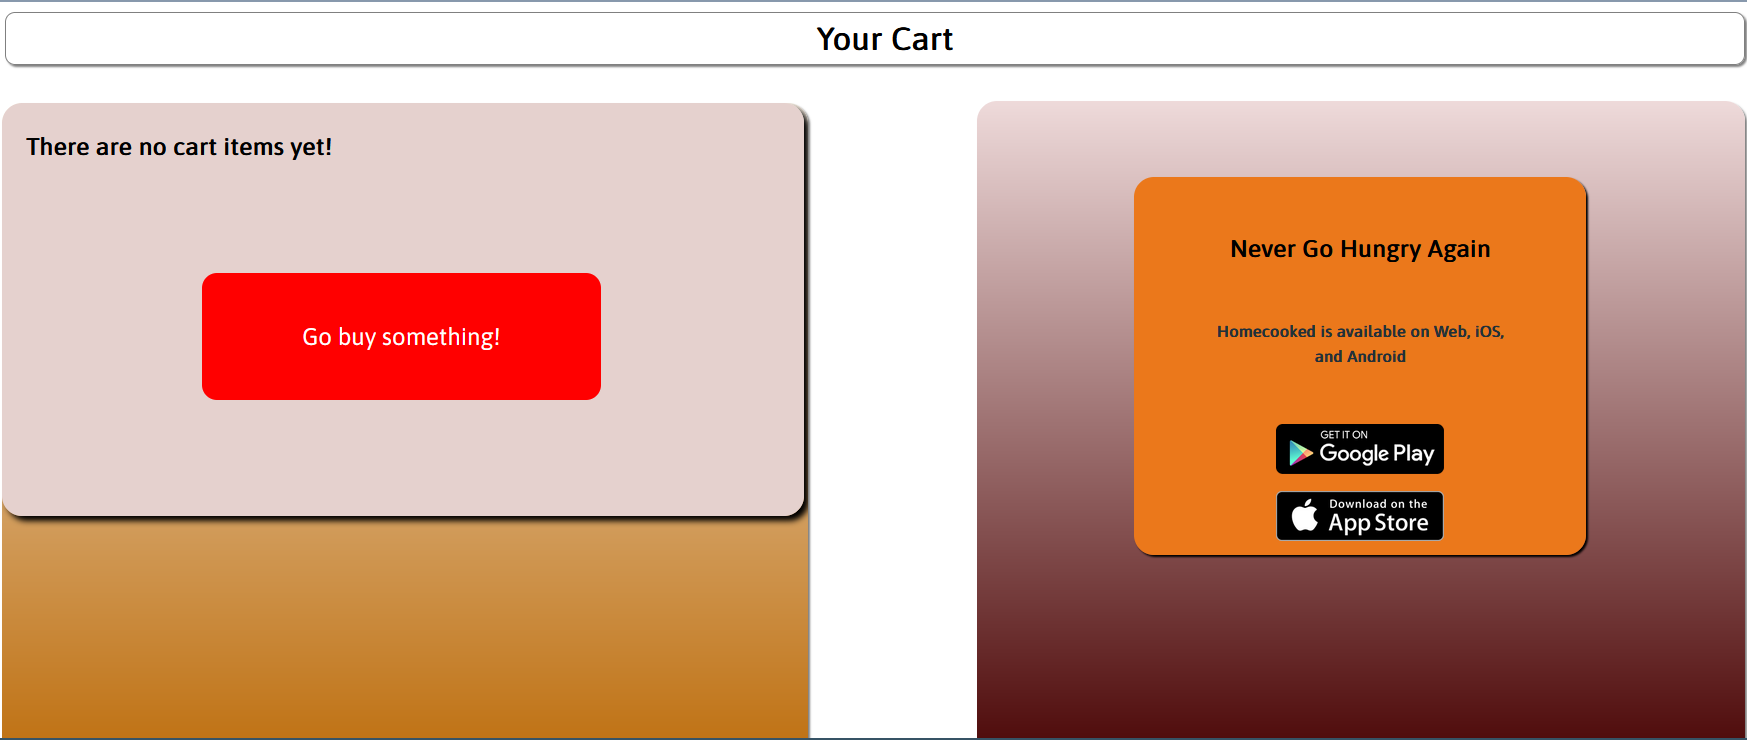 Your Cart
There are no cart items yet!
Go buy something!
Never Go Hungry Again
Homecooked is available on Web, iOS,
and Android
GET IT ON
Google Play
Download on the
App Store